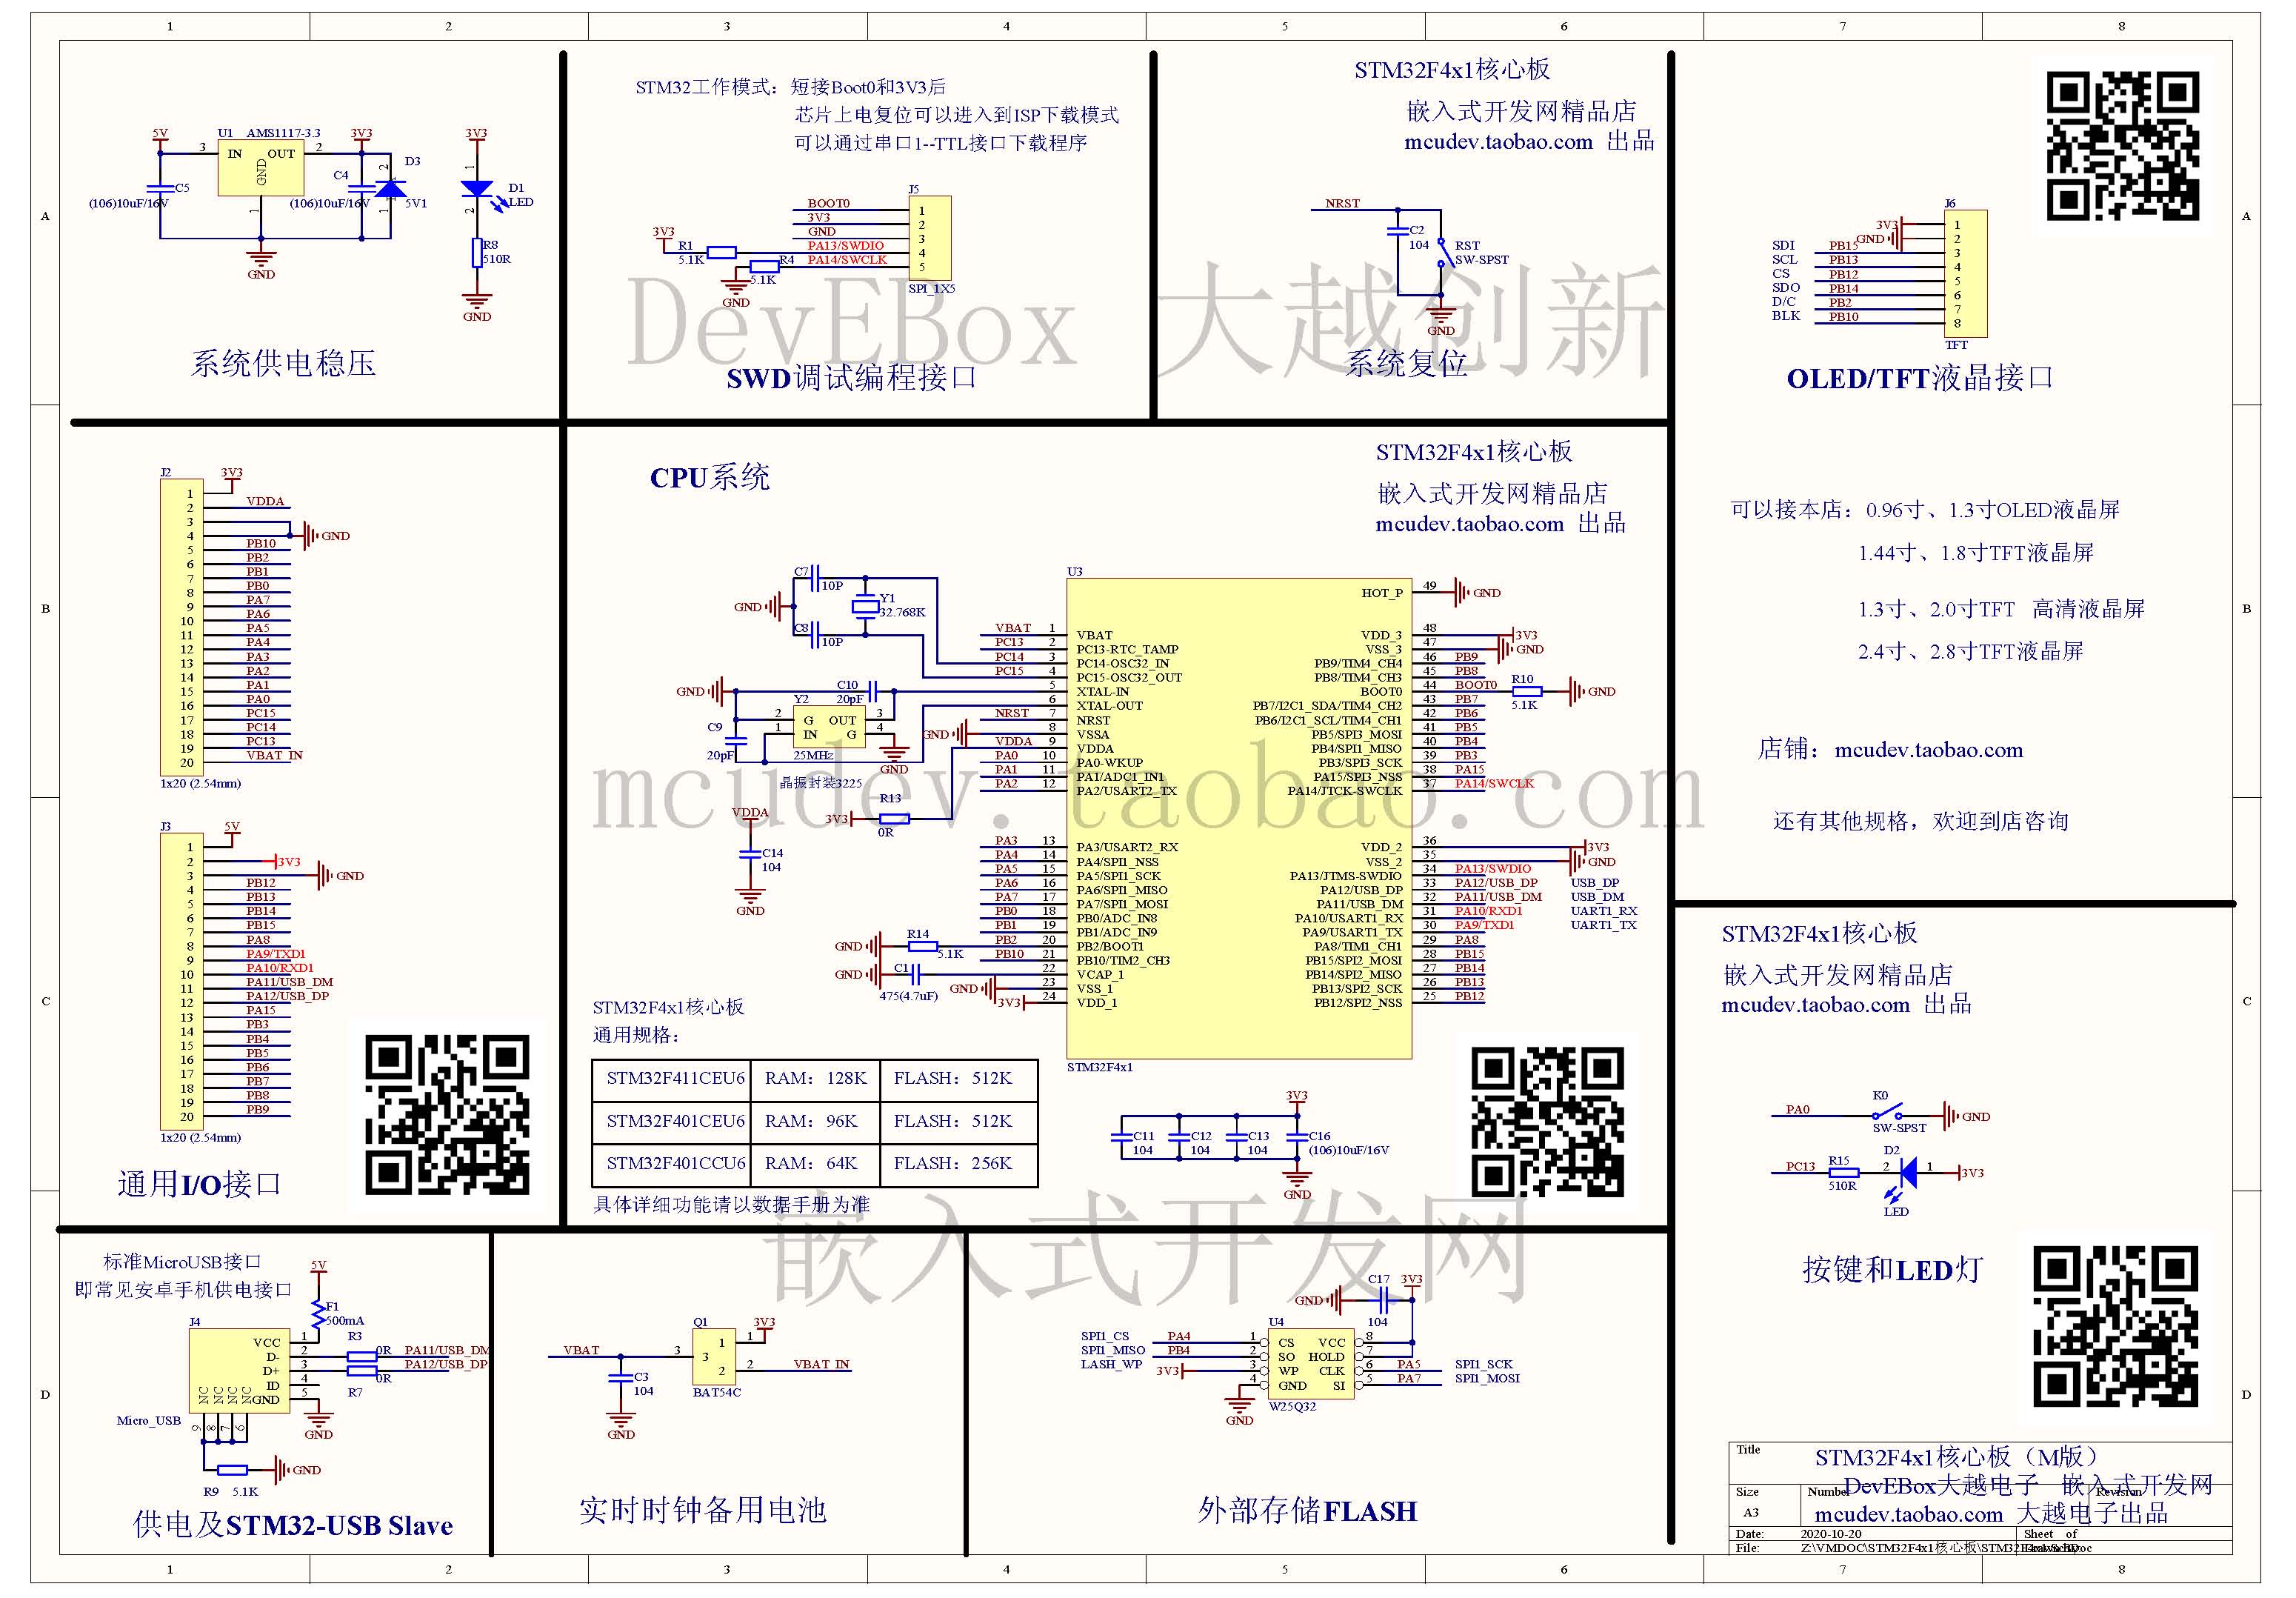 1 2 3 4 5 6 7 8
A
B
C
D
5V
U1 AMS1117-3.3
3V3
3V3
3 IN OUT 2
GND
1
C5
(106)10uF/16V
C4
(106)10uF/16V
D3
2
1
5V1
GND
1
D1
LED
2
R8
510R
GND
系统供电稳压
STM32工作模式：短接Boot0和3V3后
芯片上电复位可以进入到ISP下载模式
可以通过串口1--TTL接口下载程序
J5
BOOT0 1
3V3 2
GND 3
PA13/SWDIO 4
PA14/SWCLK 5
SPI_1X5
3V3
R1
5.1K
R4
5.1K
GND
SWD调试编程接口
STM32F4x1核心板
嵌入式开发网精品店
mcudev.taobao.com 出品
NRST
C2
104
RST
SW-SPST
GND
系统复位
DevEBox 大越创新
J6
3V3 1
GND 2
SDI PB15 3
SCL PB13 4
CS PB12 5
SDO PB14 6
D/C PB2 7
BLK PB10 8
TFT
OLED/TFT液晶接口
可以接本店：0.96寸、1.3寸OLED液晶屏
1.44寸、1.8寸TFT液晶屏
1.3寸、2.0寸TFT 高清液晶屏
2.4寸、2.8寸TFT液晶屏
店铺：mcudev.taobao.com
还有其他规格，欢迎到店咨询
J2
3V3
1
2 VDDA
3
4 GND
5 PB10
6 PB2
7 PB1
8 PB0
9 PA7
10 PA6
11 PA5
12 PA4
13 PA3
14 PA2
15 PA1
16 PA0
17 PC15
18 PC14
19 PC13
20 VBAT_IN
1x20 (2.54mm)
J3
5V
1
2 3V3
3 GND
4 PB12
5 PB13
6 PB14
7 PB15
8 PA8
9 PA9/TXD1
10 PA10/RXD1
11 PA11/USB_DM
12 PA12/USB_DP
13 PA15
14 PB3
15 PB4
16 PB5
17 PB6
18 PB7
19 PB8
20 PB9
1x20 (2.54mm)
通用I/O接口
CPU系统
STM32F4x1核心板
嵌入式开发网精品店
mcudev.taobao.com 出品
C7
10P
GND
Y1
32.768K
C8
10P
GND
C10
20pF
Y2
2 G OUT 3
1 IN G 4
25MHz
晶振封装3225
C9
20pF
GND
VDDA
C14
104
GND
3V3
R13
0R
U3
VBAT 1 VBAT
PC13 2 PC13-RTC_TAMP
PC14 3 PC14-OSC32_IN
PC15 4 PC15-OSC32_OUT
5 XTAL-IN
6 XTAL-OUT
NRST 7 NRST
GND 8 VSSA
VDDA 9 VDDA
PA0 10 PA0-WKUP
PA1 11 PA1/ADC1_IN1
PA2 12 PA2/USART2_TX
PA3 13 PA3/USART2_RX
PA4 14 PA4/SPI1_NSS
PA5 15 PA5/SPI1_SCK
PA6 16 PA6/SPI1_MISO
PA7 17 PA7/SPI1_MOSI
PB0 18 PB0/ADC_IN8
PB1 19 PB1/ADC_IN9
PB2 20 PB2/BOOT1
PB10 21 PB10/TIM2_CH3
22 VCAP_1
GND 23 VSS_1
3V3 24 VDD_1
GND
R14
5.1K
GND
C1
475(4.7uF)
HOT_P 49 GND
VDD_3 48 3V3
VSS_3 47 GND
PB9/TIM4_CH4 46 PB9
PB8/TIM4_CH3 45 PB8
BOOT0 44 BOOT0
R10
5.1K
GND
PB7/I2C1_SDA/TIM4_CH2 43 PB7
PB6/I2C1_SCL/TIM4_CH1 42 PB6
PB5/SPI3_MOSI 41 PB5
PB4/SPI1_MISO 40 PB4
PB3/SPI3_SCK 39 PB3
PA15/SPI3_NSS 38 PA15
PA14/JTCK-SWCLK 37 PA14/SWCLK
VDD_2 36 3V3
VSS_2 35 GND
PA13/JTMS-SWDIO 34 PA13/SWDIO
PA12/USB_DP 33 PA12/USB_DP USB_DP
PA11/USB_DM 32 PA11/USB_DM USB_DM
PA10/USART1_RX 31 PA10/RXD1 UART1_RX
PA9/USART1_TX 30 PA9/TXD1 UART1_TX
PA8/TIM1_CH1 29 PA8
PB15/SPI2_MOSI 28 PB15
PB14/SPI2_MISO 27 PB14
PB13/SPI2_SCK 26 PB13
PB12/SPI2_NSS 25 PB12
STM32F4x1
mcudev.taobao.com
STM32F4x1核心板
通用规格：
STM32F411CEU6 RAM：128K FLASH：512K
STM32F401CEU6 RAM：96K FLASH：512K
STM32F401CCU6 RAM：64K FLASH：256K
具体详细功能请以数据手册为准
3V3
C11
104
C12
104
C13
104
C16
(106)10uF/16V
GND
嵌入式开发网
STM32F4x1核心板
嵌入式开发网精品店
mcudev.taobao.com 出品
PA0
K0
SW-SPST
GND
PC13
R15
510R
D2
2 1
LED
3V3
按键和LED灯
标准MicroUSB接口
即常见安卓手机供电接口
5V
F1
500mA
J4
VCC 1
D- 2
D+ 3
ID 4
GND 5
NC NC NC NC
9 8 7 6
Micro_USB
R3
0R
PA11/USB_DM
PA12/USB_DP
0R
R7
GND
R9 5.1K
GND
供电及STM32-USB Slave
VBAT
C3
104
GND
Q1
3 3
1 1
2 2
3V3
VBAT_IN
BAT54C
实时时钟备用电池
C17
104
3V3
GND
U4
SPI1_CS PA4 1 CS VCC 8
SPI1_MISO PB4 2 SO HOLD 7
LASH_WP 3V3 3 WP CLK 6 PA5 SPI1_SCK
4 GND SI 5 PA7 SPI1_MOSI
GND
W25Q32
外部存储FLASH
Title
STM32F4x1核心板（M版）
DevEBox大越电子 嵌入式开发网
mcudev.taobao.com 大越电子出品
Size
A3
Number
Revision
Date: 2020-10-20
Sheet of
File: Z:\VMDOC\STM32F4x1核心板\STM32
A
B
C
D
1 2 3 4 5 6 7 8